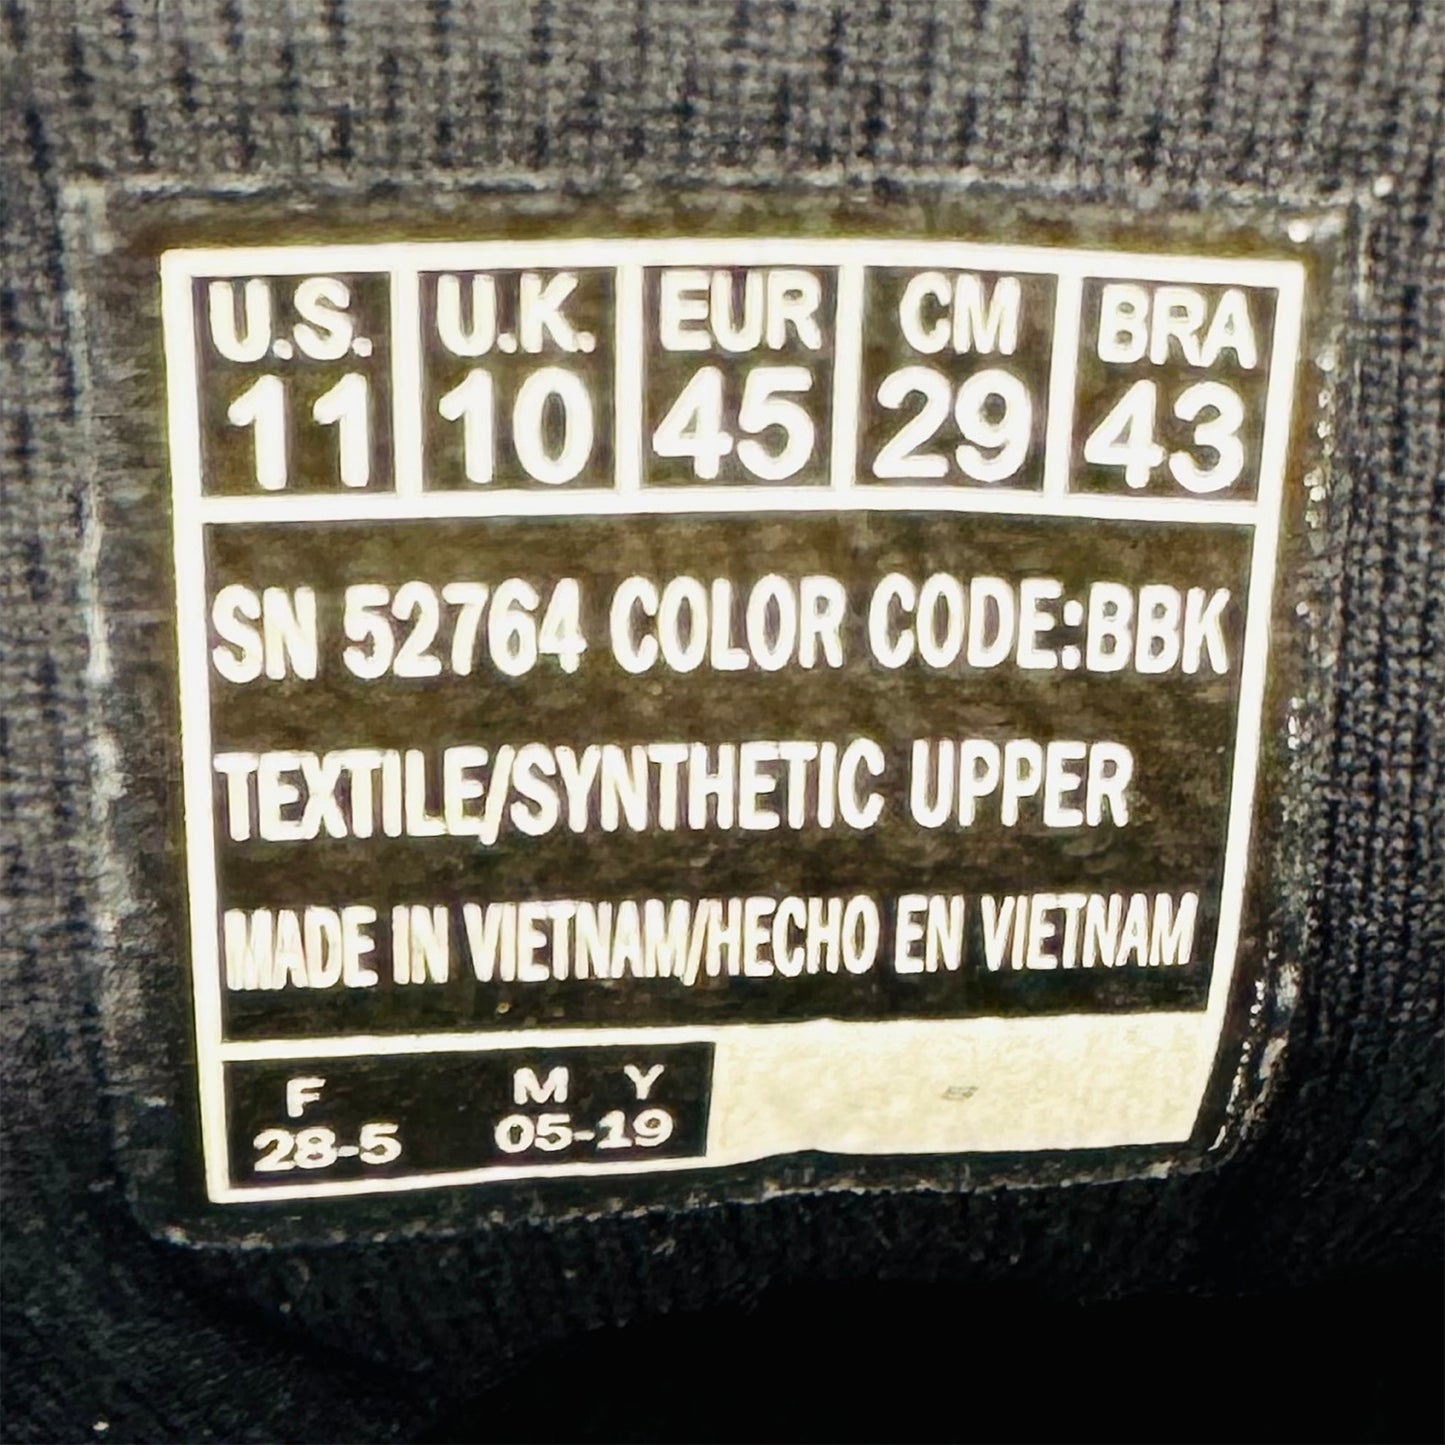 U.S. U.K. EUR CM BRA
11 10 45 29 43
SN 52764 COLOR CODE:BBK
TEXTILE/SYNTHETIC UPPER
MADE IN VIETNAM/HECHO EN VIETNAM
F M Y
28-5 05-19